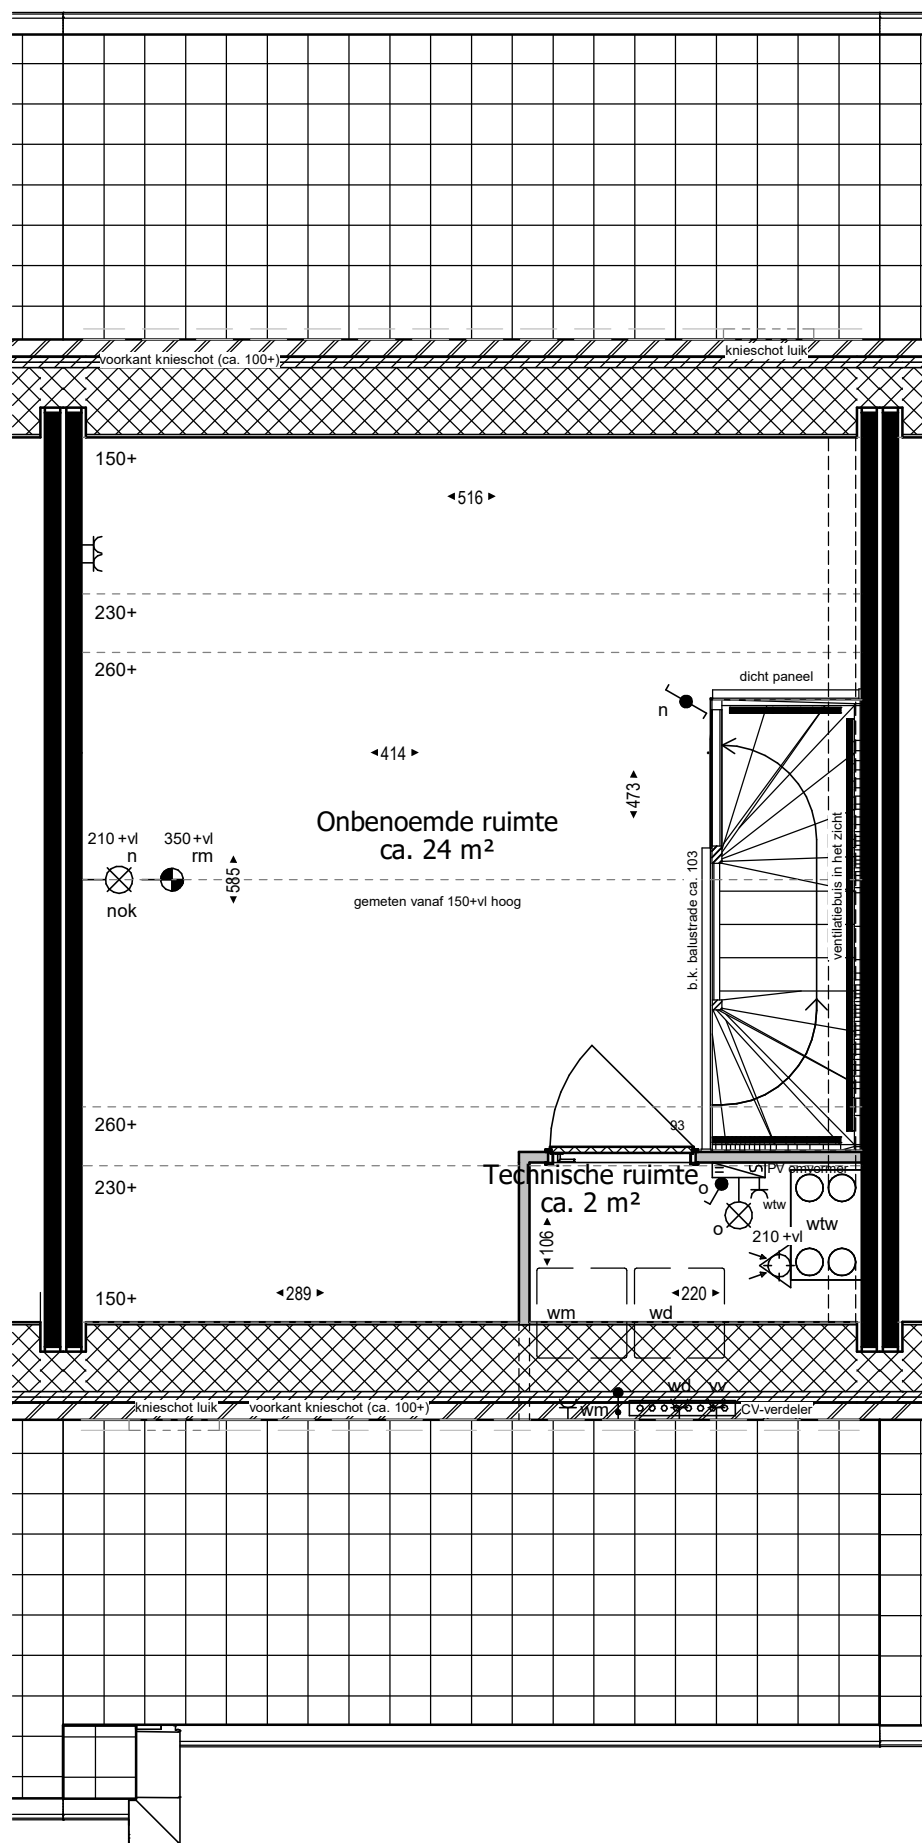 voorkant knieschot (ca. 100+)
knieschot luik
150+
516
230+
260+
dicht paneel
n
414
473
Onbenoemde ruimte
ca. 24 m²
210 +vl
n
350+vl
rm
585
nok
gemeten vanaf 150+vl hoog
b.k. balustrade ca. 103
ventilatiebuis in het zicht
260+
93
230+
Technische ruimte
ca. 2 m²
PV omvormer
o
wtw
wtw
o
210 +vl
106
150+
289
220
wm
wd
knieschot luik
voorkant knieschot (ca. 100+)
wm
wd
vv
CV-verdeler